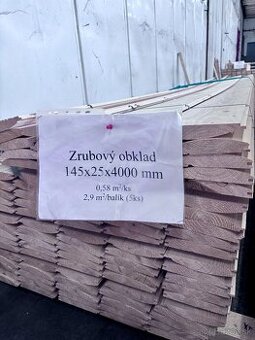 Zrubový obklad
145x25x4000 mm
0,58 m²/ks
2,9 m²/balík (5ks)